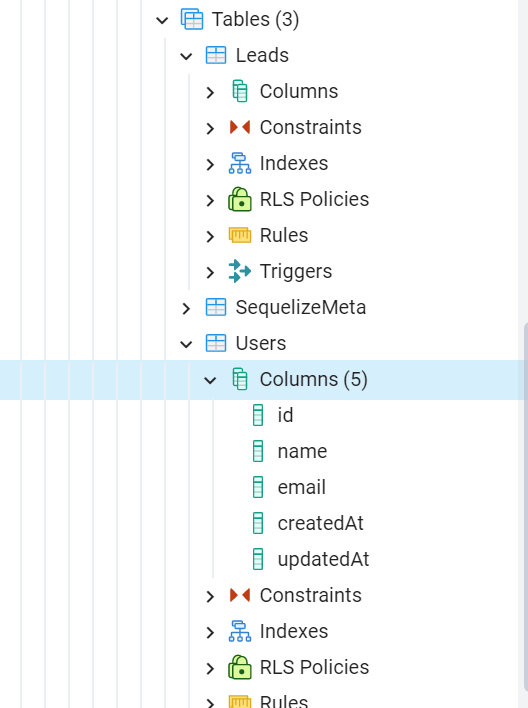 Tables (3)
Leads
Columns
Constraints
Indexes
RLS Policies
Rules
Triggers
SequelizeMeta
Users
Columns (5)
id
name
email
createdAt
updatedAt
Constraints
Indexes
RLS Policies
Rules